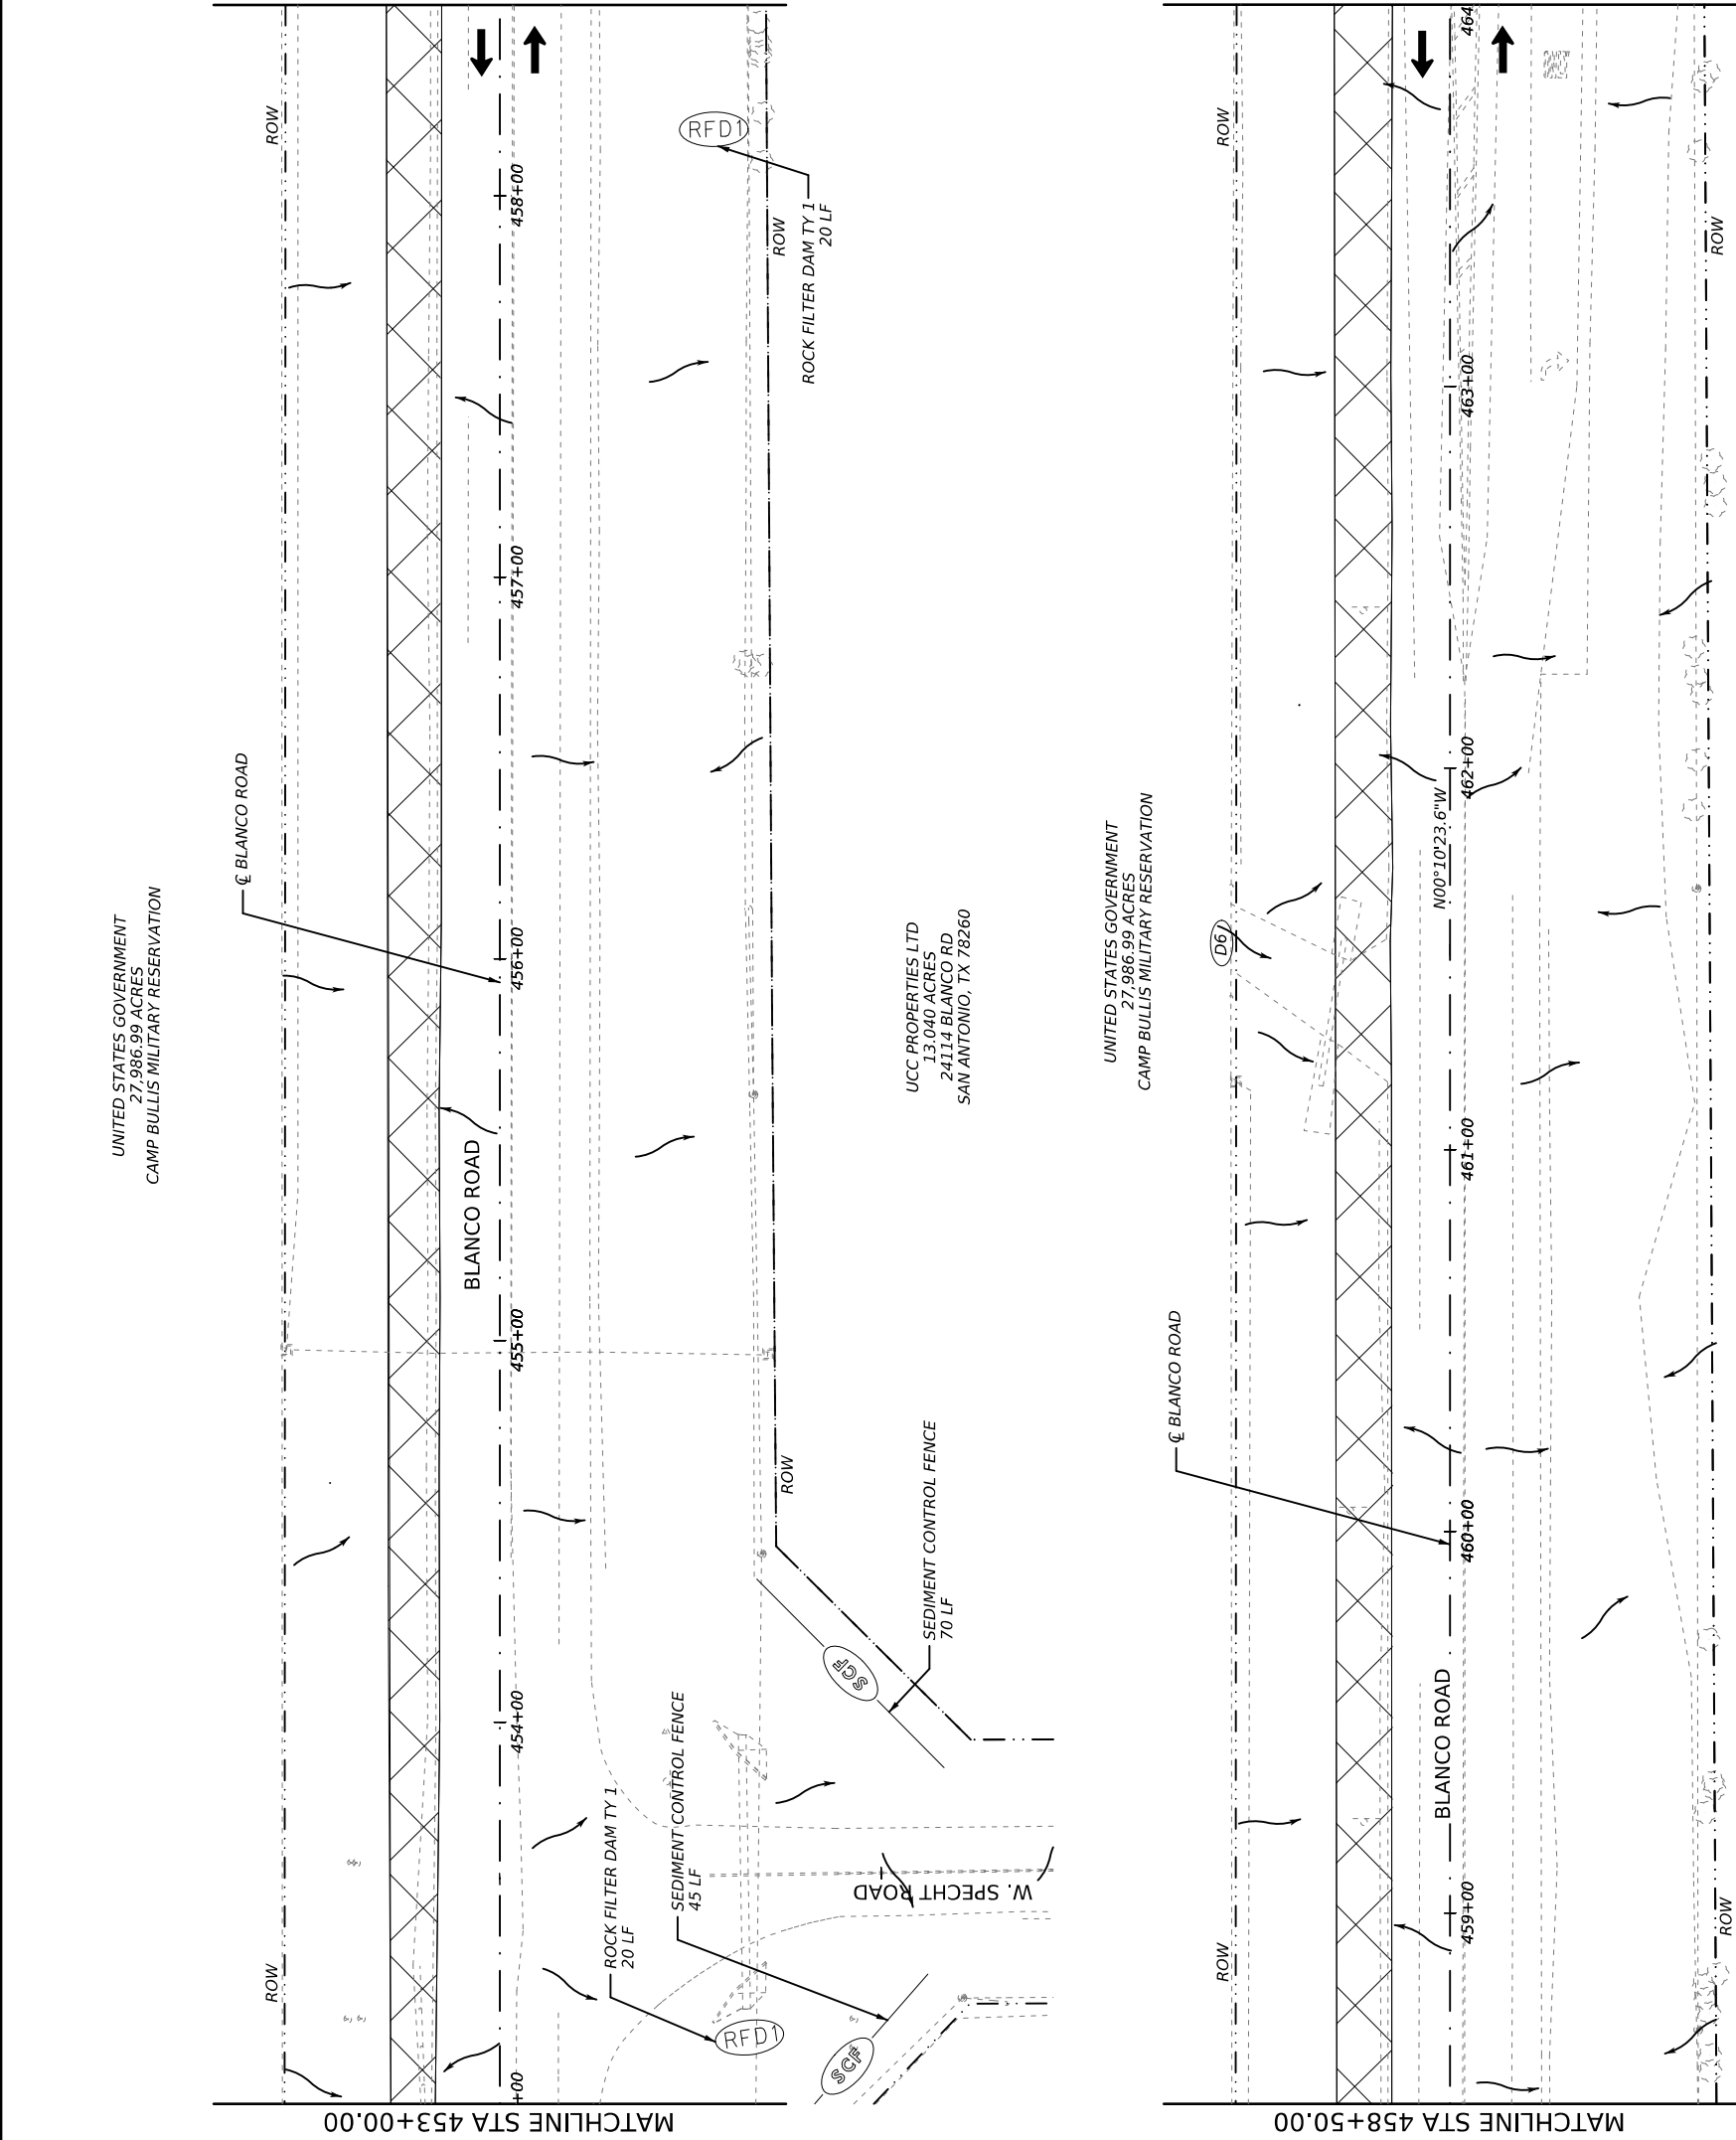 ROW
458+00
RFD1
ROW
ROCK FILTER DAM TY 1
20 LF
457+00
℄ BLANCO ROAD
UNITED STATES GOVERNMENT
27,986.99 ACRES
CAMP BULLIS MILITARY RESERVATION
456+00
UCC PROPERTIES LTD
13.040 ACRES
24114 BLANCO RD
SAN ANTONIO, TX 78260
BLANCO ROAD
455+00
ROW
SEDIMENT CONTROL FENCE
70 LF
SCF
454+00
SEDIMENT CONTROL FENCE
45 LF
ROCK FILTER DAM TY 1
20 LF
W. SPECHT ROAD
ROW
RFD1
SCF
+00
MATCHLINE STA 453+00.00
464
ROW
ROW
463+00
462+00
N00°10'23.6"W
UNITED STATES GOVERNMENT
27,986.99 ACRES
CAMP BULLIS MILITARY RESERVATION
D6
461+00
℄ BLANCO ROAD
460+00
BLANCO ROAD
459+00
ROW
ROW
MATCHLINE STA 458+50.00